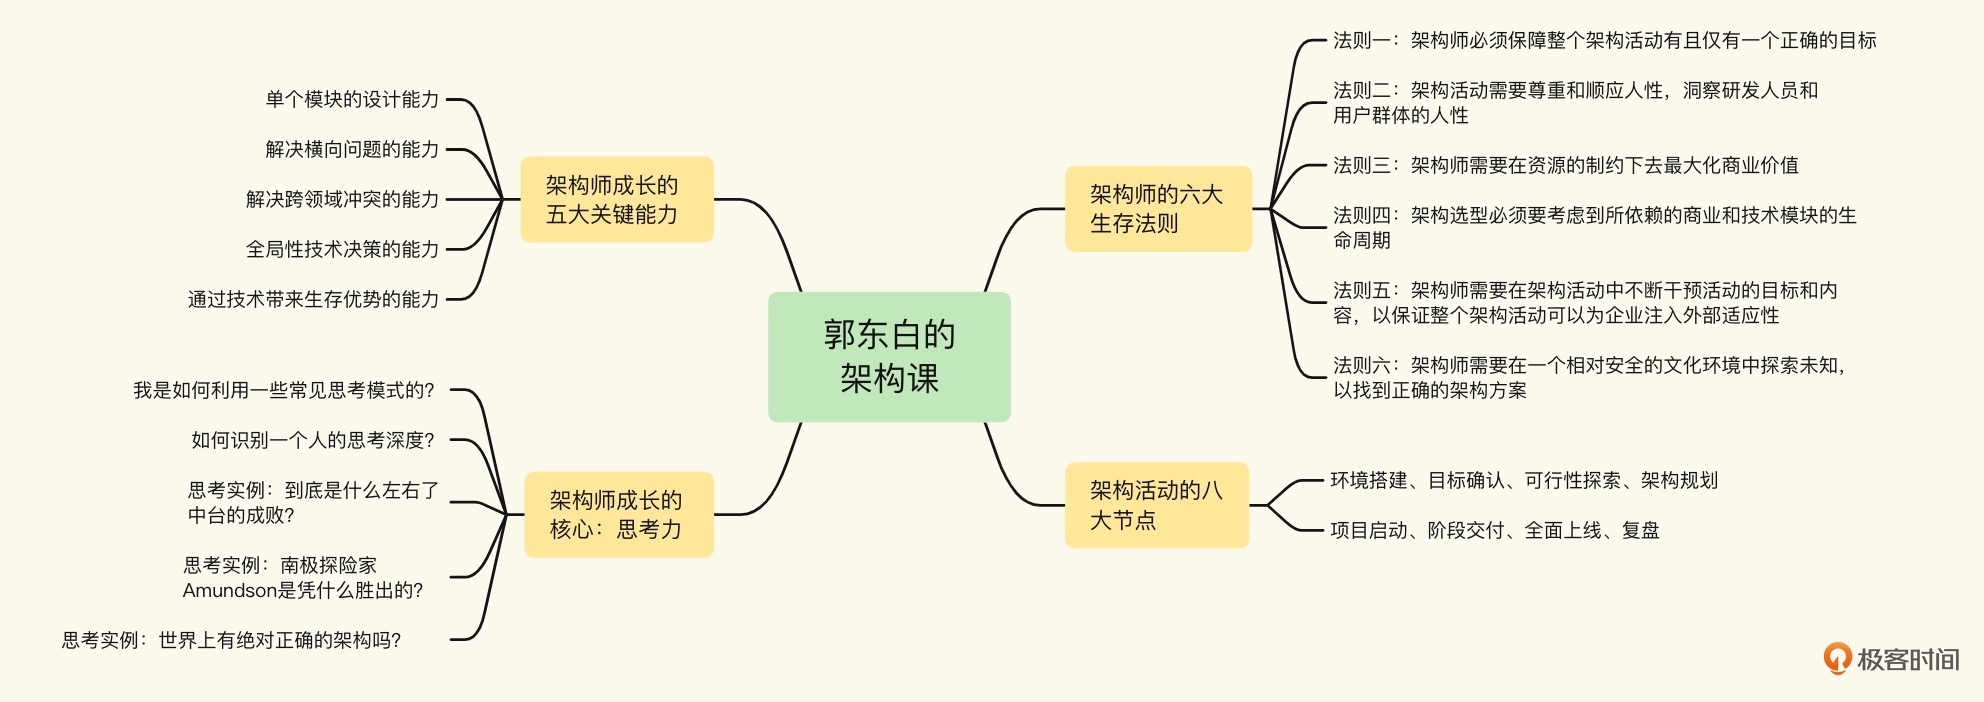 郭东白的
架构课
架构师成长的
五大关键能力
单个模块的设计能力
解决横向问题的能力
解决跨领域冲突的能力
全局性技术决策的能力
通过技术带来生存优势的能力
架构师成长的
核心：思考力
我是如何利用一些常见思考模式的?
如何识别一个人的思考深度?
思考实例：到底是什么左右了
中台的成败?
思考实例：南极探险家
Amundson是凭什么胜出的?
思考实例：世界上有绝对正确的架构吗?
架构师的六大
生存法则
法则一：架构师必须保障整个架构活动有且仅有一个正确的目标
法则二：架构活动需要尊重和顺应人性，洞察研发人员和
用户群体的人性
法则三：架构师需要在资源的制约下去最大化商业价值
法则四：架构选型必须要考虑到所依赖的商业和技术模块的生
命周期
法则五：架构师需要在架构活动中不断干预活动的目标和内
容，以保证整个架构活动可以为企业注入外部适应性
法则六：架构师需要在一个相对安全的文化环境中探索未知，
以找到正确的架构方案
架构活动的八
大节点
环境搭建、目标确认、可行性探索、架构规划
项目启动、阶段交付、全面上线、复盘
极客时间